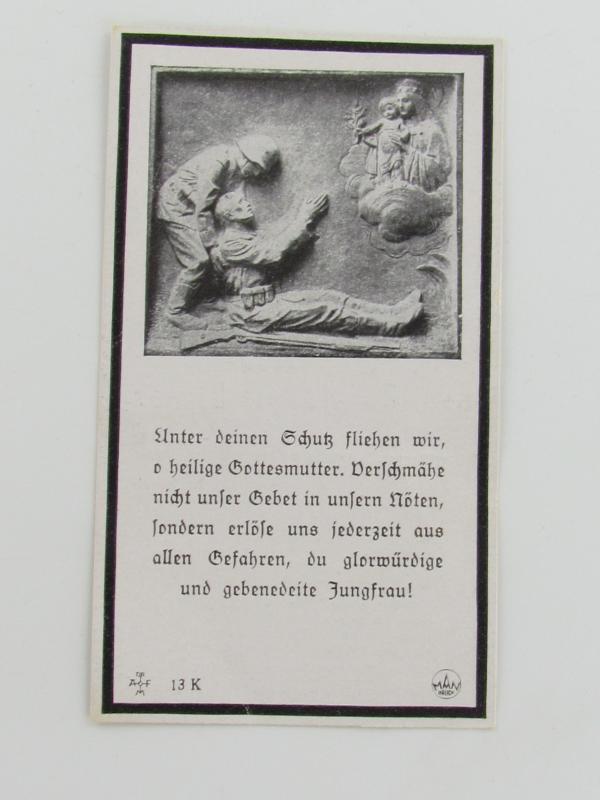 Unter deinen Schutz fliehen wir,
o heilige Gottesmutter. Verschmähe
nicht unser Gebet in unsern Nöten,
sondern erlöse uns jederzeit aus
allen Gefahren, du glorwürdige
und gebenedeite Jungfrau!
13 K
MAN